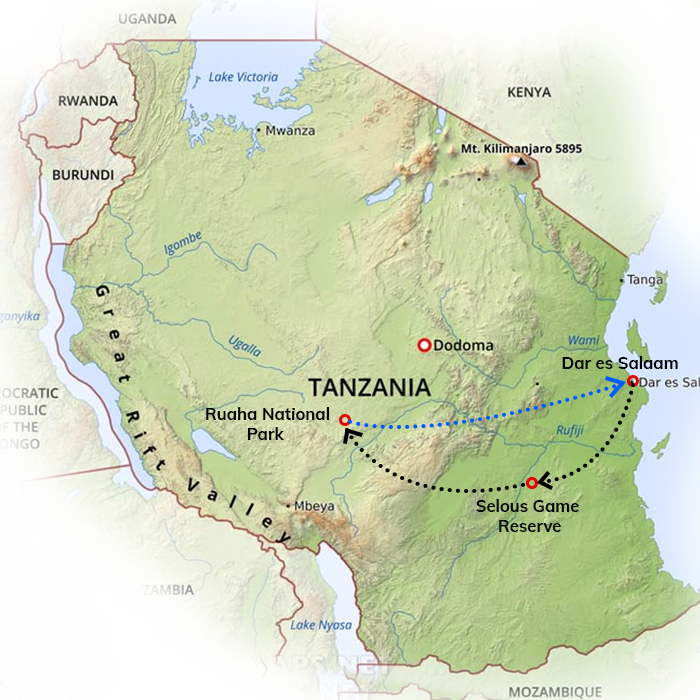 UGANDA
Lake Victoria
KENYA
RWANDA
Mwanza
Mt. Kilimanjaro 5895
BURUNDI
Igombe
Tanga
Great Rift Valley
ganyika
Ugalla
Dodoma
Wami
Dar es Salaam
TANZANIA
Dar es Sal
OCRATIC
PUBLIC
OF THE
ONGO
Ruaha National
Park
Rufiji
Selous Game
Reserve
Mbeya
ZAMBIA
Lake Nyasa
MOZAMBIQUE